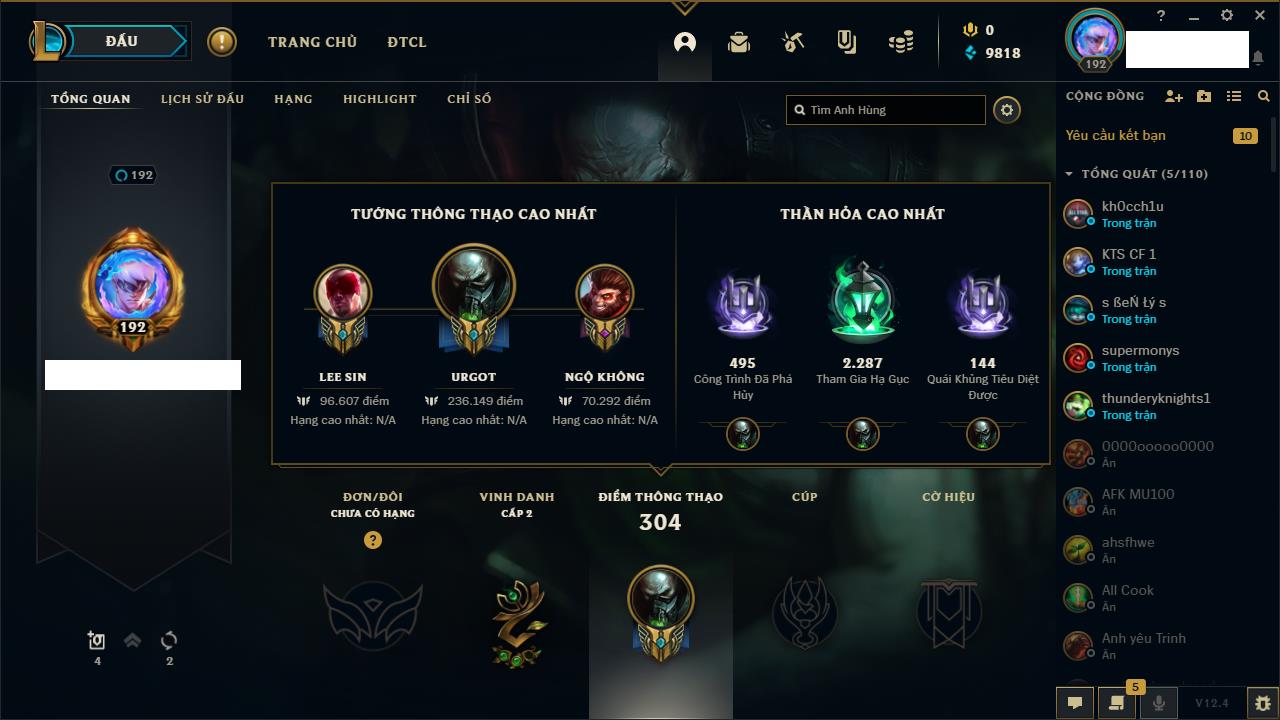 ĐẤU
TRANG CHỦ
ĐTCL
0
9818
192
TỔNG QUAN
LỊCH SỬ ĐẤU
HẠNG
HIGHLIGHT
CHỈ SỐ
Tìm Anh Hùng
192
192
TƯỚNG THÔNG THẠO CAO NHẤT
LEE SIN
96.607 điểm
Hạng cao nhất: N/A
URGOT
236.149 điểm
Hạng cao nhất: N/A
NGỘ KHÔNG
70.292 điểm
Hạng cao nhất: N/A
THẦN HỎA CAO NHẤT
495
Công Trình Đã Phá
Hủy
2.287
Tham Gia Hạ Gục
144
Quái Khủng Tiêu Diệt
Được
ĐƠN/ĐÔI
CHƯA CÓ HẠNG
?
VINH DANH
CẤP 2
ĐIỂM THÔNG THẠO
304
CÚP
CỜ HIỆU
4
2
CỘNG ĐỒNG
Yêu cầu kết bạn
10
TỔNG QUÁT (5/110)
kh0cch1u
Trong trận
KTS CF 1
Trong trận
s ßeÑ łý s
Trong trận
supermonys
Trong trận
thunderyknights1
Trong trận
0000ooooo0000
Ẩn
AFK MU100
Ẩn
ahsfhwe
Ẩn
All Cook
Ẩn
Anh yêu Trinh
Ẩn
5
V12.4